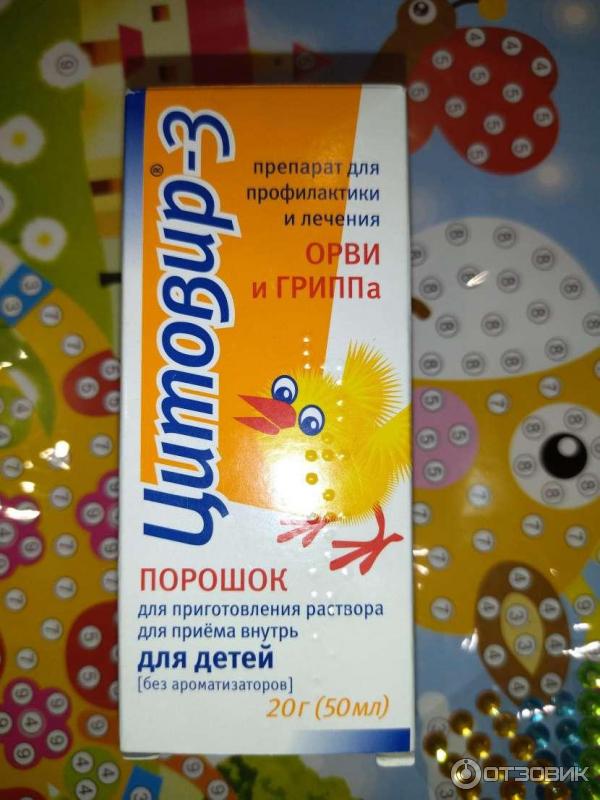 Цитовир®-3
препарат для
профилактики
и лечения
ОРВИ
и ГРИППа
ПОРОШОК
для приготовления раствора
для приёма внутрь
для детей
[без ароматизаторов]
20г (50мл)
ОТЗОВИК